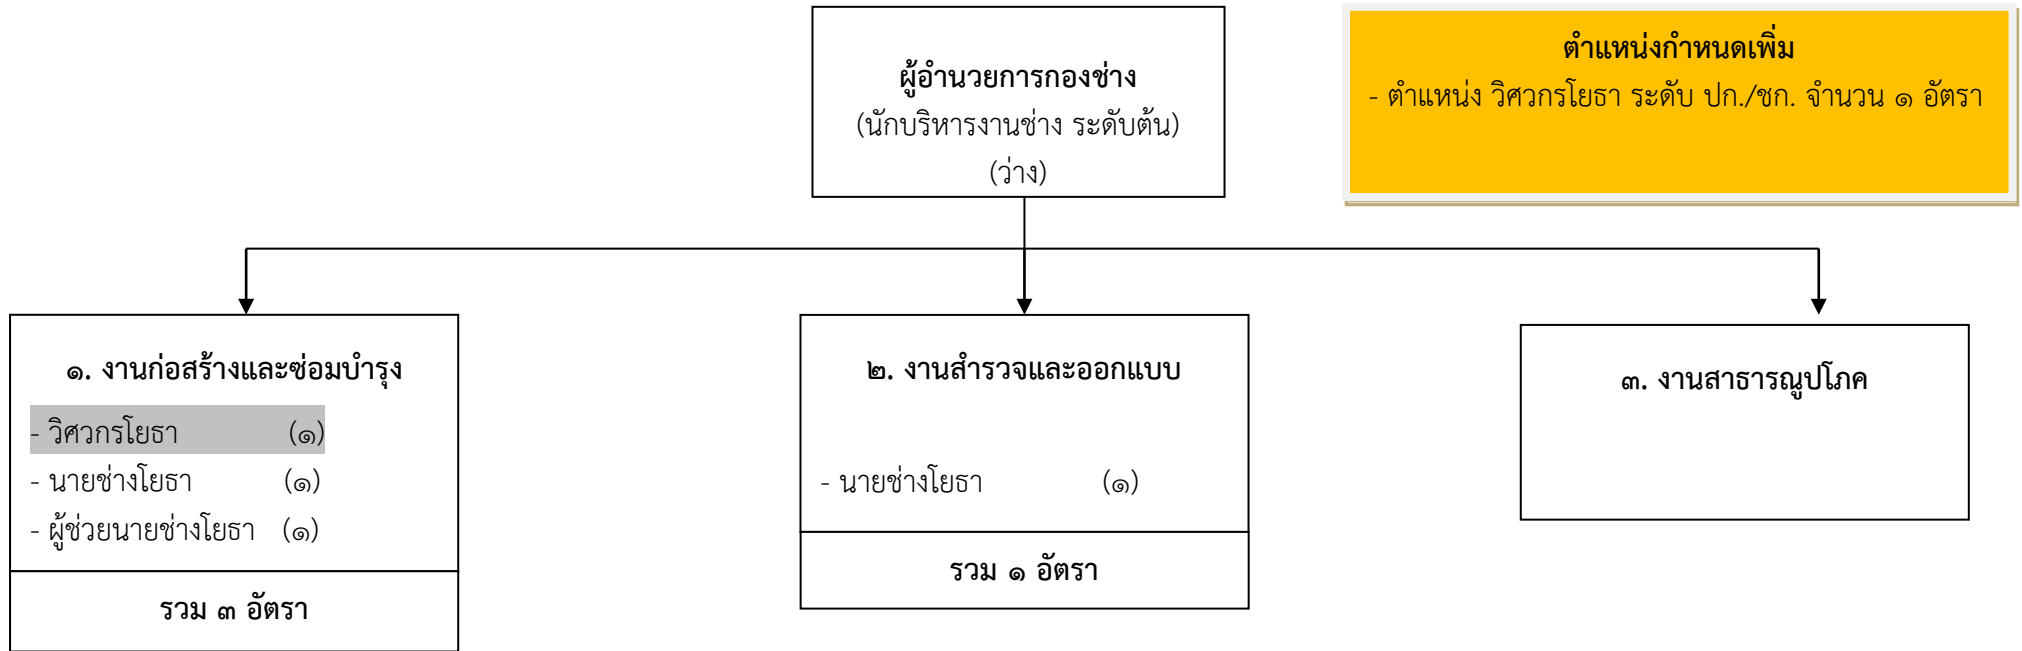 ผู้อำนวยการกองช่าง
(นักบริหารงานช่าง ระดับต้น)
(ว่าง)
ตำแหน่งกำหนดเพิ่ม
- ตำแหน่ง วิศวกรโยธา ระดับ ปก./ชก. จำนวน ๑ อัตรา
๑. งานก่อสร้างและซ่อมบำรุง
- วิศวกรโยธา (๑)
- นายช่างโยธา (๑)
- ผู้ช่วยนายช่างโยธา (๑)
รวม ๓ อัตรา
๒. งานสำรวจและออกแบบ
- นายช่างโยธา (๑)
รวม ๑ อัตรา
๓. งานสาธารณูปโภค